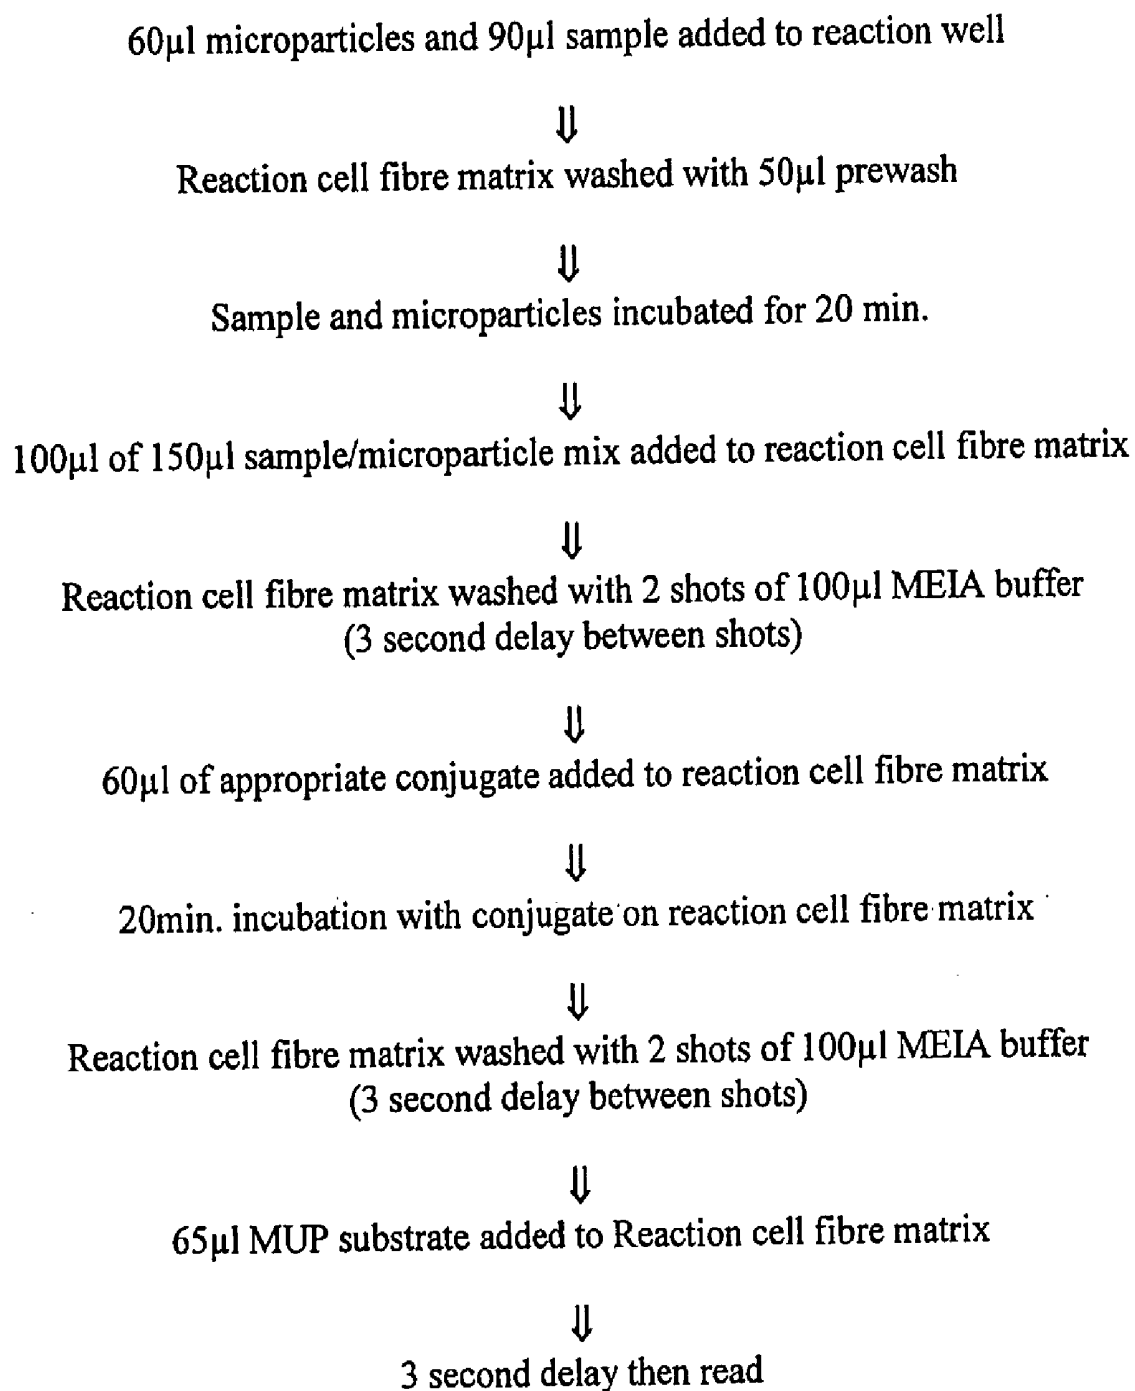 60µl microparticles and 90µl sample added to reaction well
⇓
Reaction cell fibre matrix washed with 50µl prewash
⇓
Sample and microparticles incubated for 20 min.
⇓
100µl of 150µl sample/microparticle mix added to reaction cell fibre matrix
⇓
Reaction cell fibre matrix washed with 2 shots of 100µl MEIA buffer
(3 second delay between shots)
⇓
60µl of appropriate conjugate added to reaction cell fibre matrix
⇓
20min. incubation with conjugate on reaction cell fibre matrix
⇓
Reaction cell fibre matrix washed with 2 shots of 100µl MEIA buffer
(3 second delay between shots)
⇓
65µl MUP substrate added to Reaction cell fibre matrix
⇓
3 second delay then read